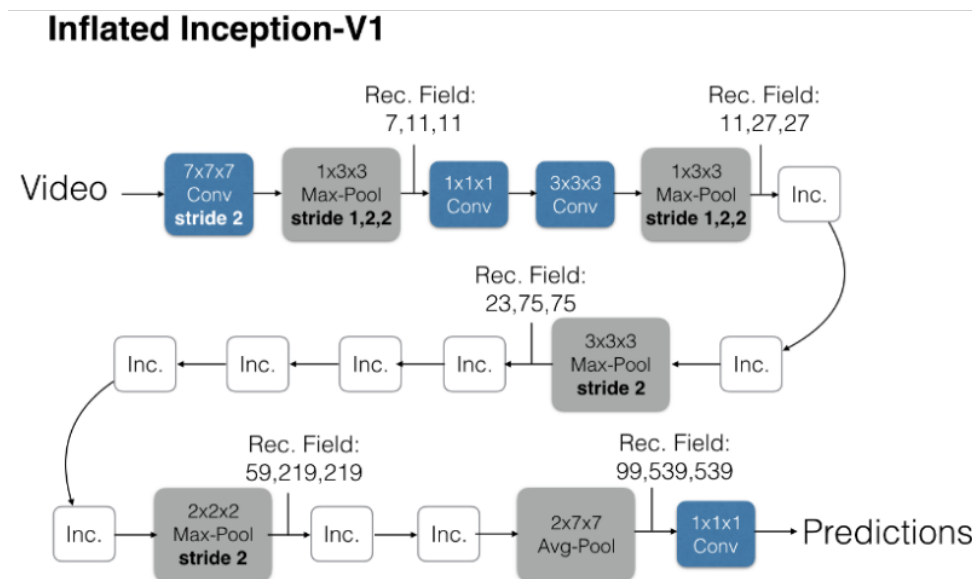 Inflated Inception-V1
Rec. Field:
7,11,11
Rec. Field:
11,27,27
Video
7x7x7
Conv
stride 2
1x3x3
Max-Pool
stride 1,2,2
1x1x1
Conv
3x3x3
Conv
1x3x3
Max-Pool
stride 1,2,2
Inc.
Rec. Field:
23,75,75
Inc.
Inc.
Inc.
Inc.
3x3x3
Max-Pool
stride 2
Inc.
Rec. Field:
59,219,219
Rec. Field:
99,539,539
Inc.
2x2x2
Max-Pool
stride 2
Inc.
Inc.
2x7x7
Avg-Pool
1x1x1
Conv
Predictions